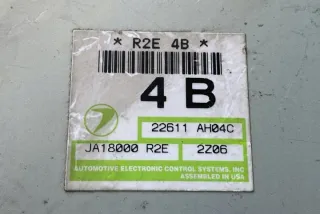 * R2E 4B *
4 B
22611 AH04C
JA18000 R2E 2Z06
AUTOMOTIVE ELECTRONIC CONTROL SYSTEMS, INC
ASSEMBLED IN USA